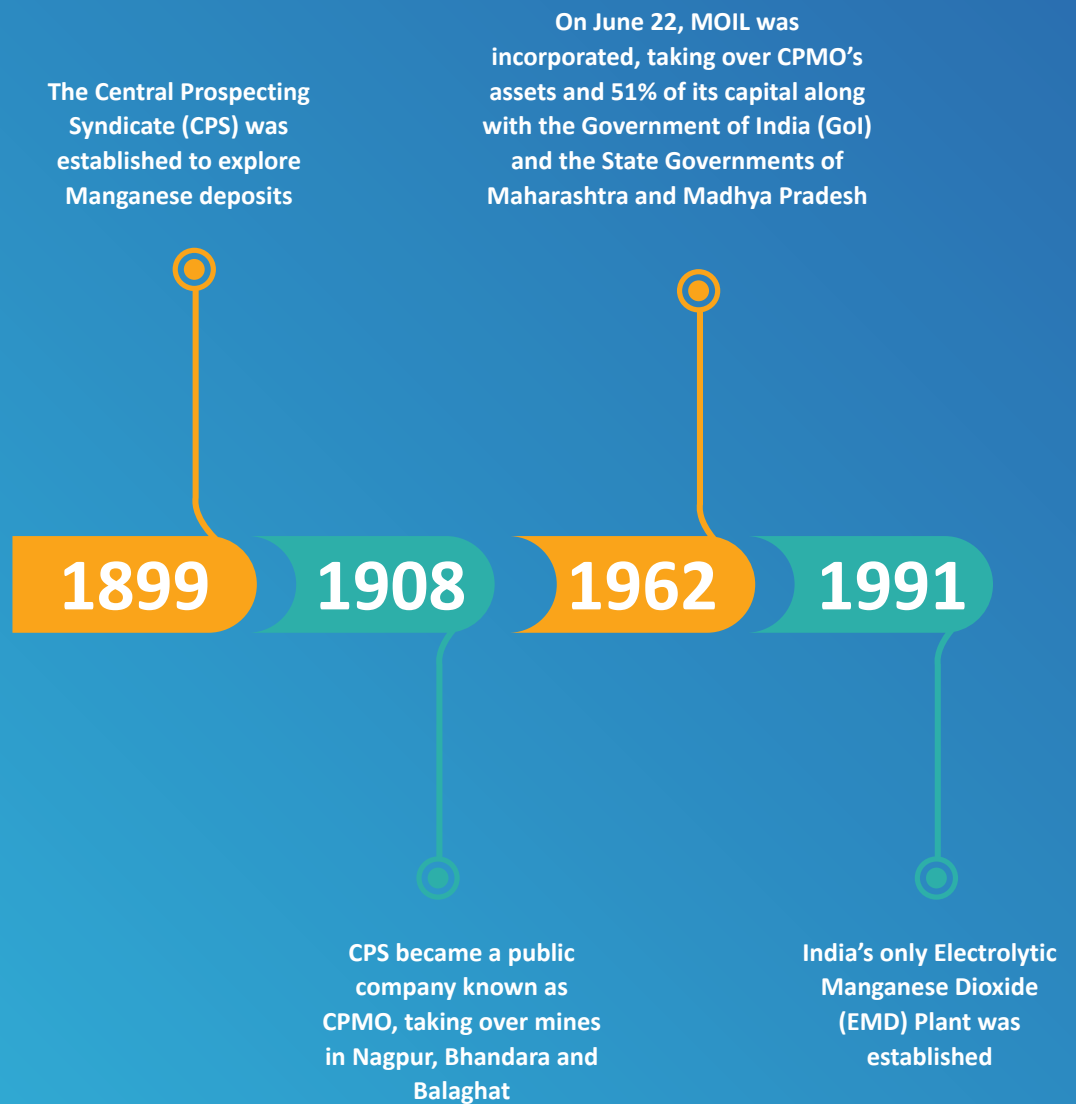 The Central Prospecting
Syndicate (CPS) was
established to explore
Manganese deposits
On June 22, MOIL was
incorporated, taking over CPMO’s
assets and 51% of its capital along
with the Government of India (GoI)
and the State Governments of
Maharashtra and Madhya Pradesh
1899
1908
1962
1991
CPS became a public
company known as
CPMO, taking over mines
in Nagpur, Bhandara and
Balaghat
India’s only Electrolytic
Manganese Dioxide
(EMD) Plant was
established